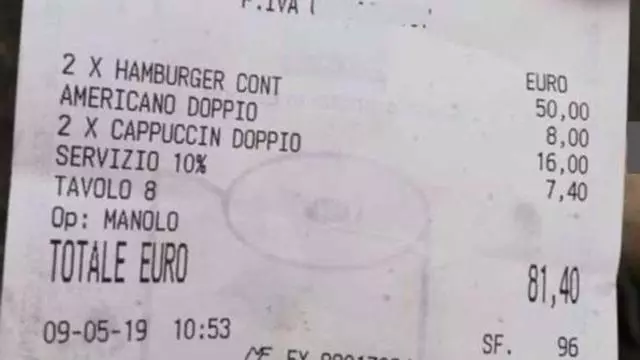 P.IVA
EURO
2 X HAMBURGER CONT 50,00
AMERICANO DOPPIO 8,00
2 X CAPPUCCIN DOPPIO 16,00
SERVIZIO 10% 7,40
TAVOLO 8
Op: MANOLO
TOTALE EURO 81,40
09-05-19 10:53 SF. 96